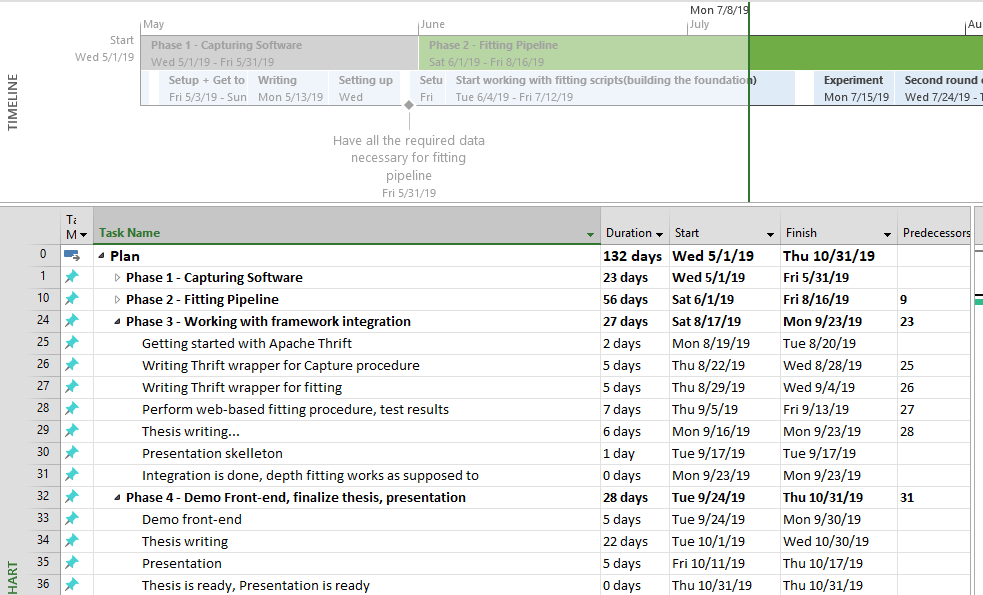 Mon 7/8/19
May June July Au
Start
Wed 5/1/19
Phase 1 - Capturing Software
Wed 5/1/19 - Fri 5/31/19
Phase 2 - Fitting Pipeline
Sat 6/1/19 - Fri 8/16/19
Setup + Get to
Fri 5/3/19 - Sun
Writing
Mon 5/13/19
Setting up
Wed
Setu
Fri
Start working with fitting scripts(building the foundation)
Tue 6/4/19 - Fri 7/12/19
Experiment
Mon 7/15/19
Second round
Wed 7/24/19 - T
Have all the required data
necessary for fitting
pipeline
Fri 5/31/19
TIMELINE
Ta
M Task Name Duration Start Finish Predecessors
0 Plan 132 days Wed 5/1/19 Thu 10/31/19
1 Phase 1 - Capturing Software 23 days Wed 5/1/19 Fri 5/31/19
10 Phase 2 - Fitting Pipeline 56 days Sat 6/1/19 Fri 8/16/19 9
24 Phase 3 - Working with framework integration 27 days Sat 8/17/19 Mon 9/23/19 23
25 Getting started with Apache Thrift 2 days Mon 8/19/19 Tue 8/20/19
26 Writing Thrift wrapper for Capture procedure 5 days Thu 8/22/19 Wed 8/28/19 25
27 Writing Thrift wrapper for fitting 5 days Thu 8/29/19 Wed 9/4/19 26
28 Perform web-based fitting procedure, test results 7 days Thu 9/5/19 Fri 9/13/19 27
29 Thesis writing... 6 days Mon 9/16/19 Mon 9/23/19 28
30 Presentation skelleton 1 day Tue 9/17/19 Tue 9/17/19
31 Integration is done, depth fitting works as supposed to 0 days Mon 9/23/19 Mon 9/23/19
32 Phase 4 - Demo Front-end, finalize thesis, presentation 28 days Tue 9/24/19 Thu 10/31/19 31
33 Demo front-end 5 days Tue 9/24/19 Mon 9/30/19
34 Thesis writing 22 days Tue 10/1/19 Wed 10/30/19
35 Presentation 5 days Fri 10/11/19 Thu 10/17/19
36 Thesis is ready, Presentation is ready 0 days Thu 10/31/19 Thu 10/31/19
HART